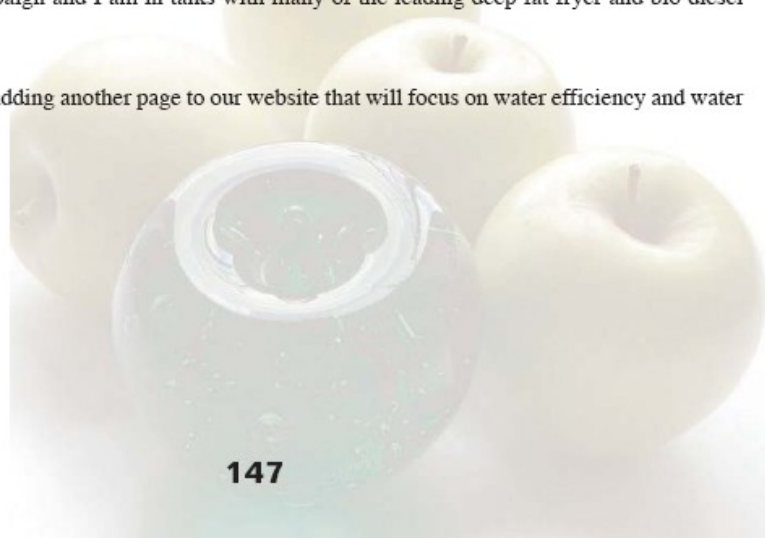 and I am in talks with many of the leading deep fat fryer and bio diesel
adding another page to our website that will focus on water efficiency and water
147